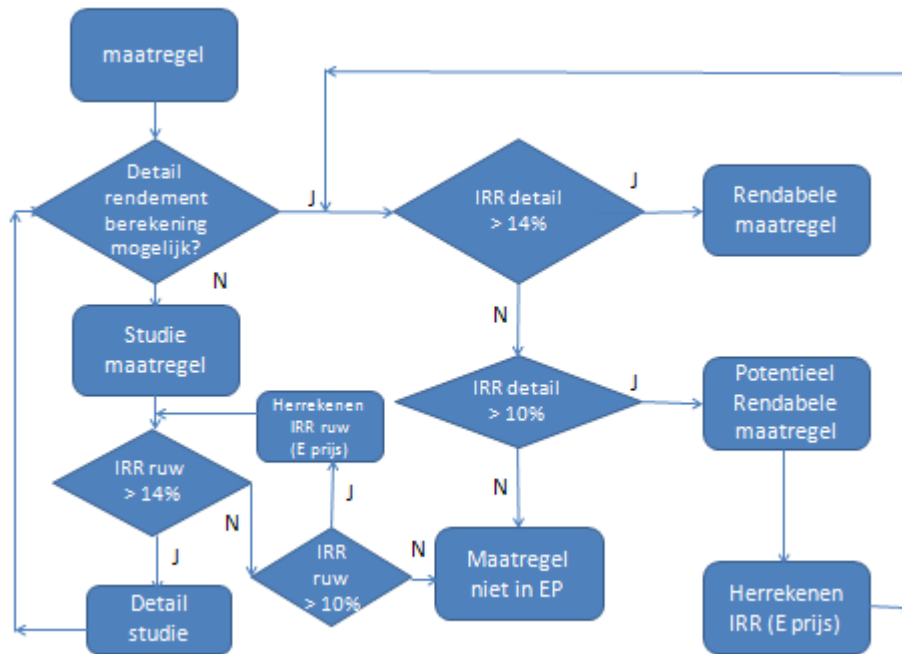 maatregel
Detail
rendement
berekening
mogelijk?
J
IRR detail
> 14%
J
Rendabele
maatregel
N
N
Studie
maatregel
IRR detail
> 10%
J
Potentieel
Rendabele
maatregel
Herrekenen
IRR ruw
(E prijs)
IRR ruw
> 14%
J
N
N
J
IRR
ruw
> 10%
N
Maatregel
niet in EP
Detail
studie
Herrekenen
IRR (E prijs)